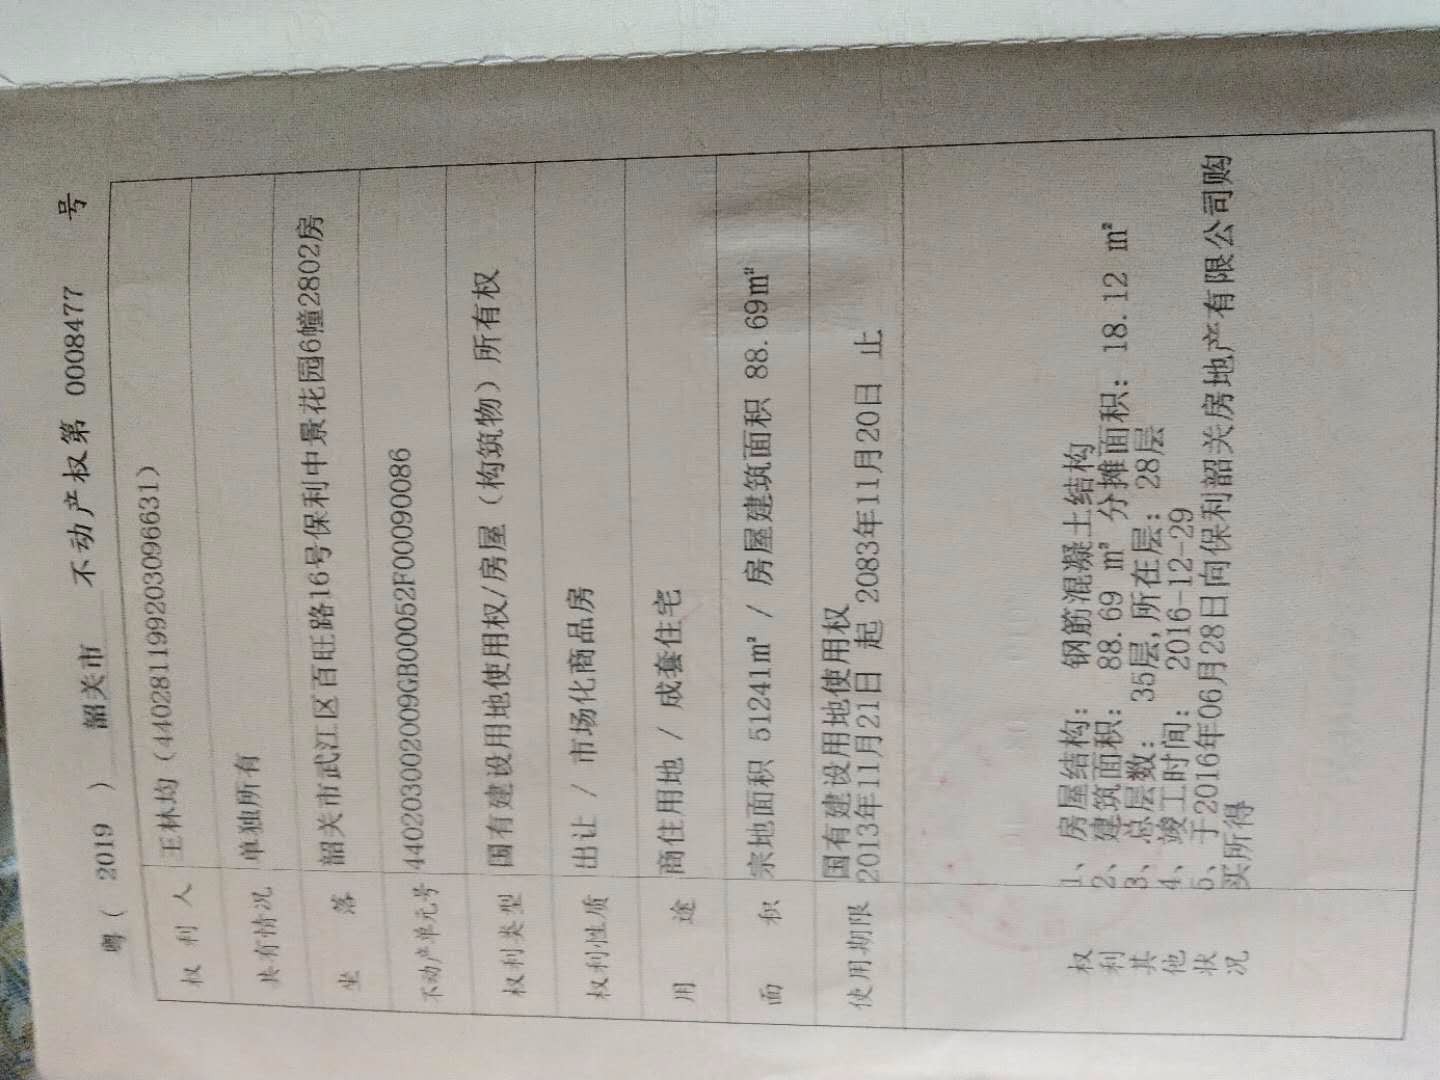 粤（ 2019 ） 韶关市 不动产权第 0008477 号
权利人 王林均（440281199203096631）
共有情况 单独所有
坐落 韶关市武江区百旺路16号保利中景花园6幢2802房
不动产单元号 440203002009GB00052F00090086
权利类型 国有建设用地使用权/房屋（构筑物）所有权
权利性质 出让 / 市场化商品房
用途 商住用地 / 成套住宅
面积 宗地面积 51241㎡ / 房屋建筑面积 88.69㎡
使用期限 国有建设用地使用权
2013年11月21日 起 2083年11月20日 止
权利其他状况
1、房屋结构： 钢筋混凝土结构
2、建筑面积： 88.69 ㎡ 分摊面积： 18.12 ㎡
3、总层数： 35层,所在层： 28层
4、竣工时间： 2016-12-29
5、于2016年06月28日向保利韶关房地产有限公司购
买所得